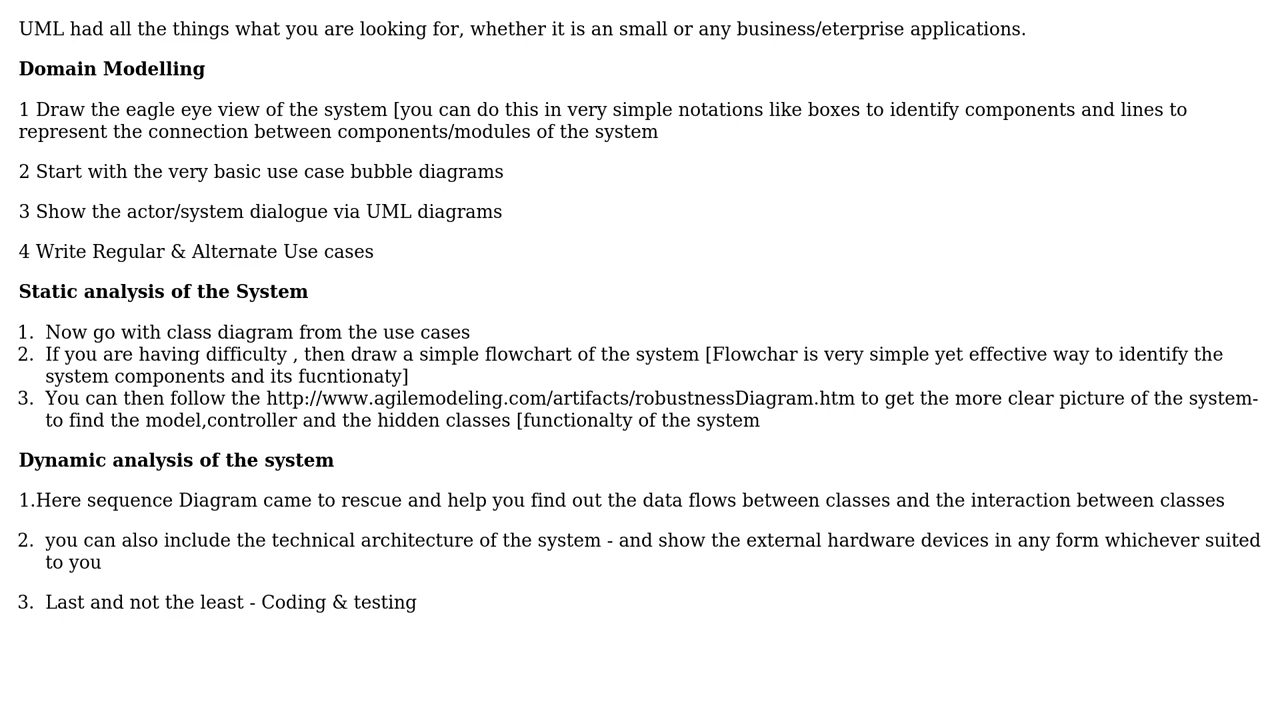 UML had all the things what you are looking for, whether it is an small or any business/eterprise applications.
Domain Modelling
1 Draw the eagle eye view of the system [you can do this in very simple notations like boxes to identify components and lines to
represent the connection between components/modules of the system
2 Start with the very basic use case bubble diagrams
3 Show the actor/system dialogue via UML diagrams
4 Write Regular & Alternate Use cases
Static analysis of the System
1. Now go with class diagram from the use cases
2. If you are having difficulty , then draw a simple flowchart of the system [Flowchar is very simple yet effective way to identify the
system components and its fucntionaty]
3. You can then follow the http://www.agilemodeling.com/artifacts/robustnessDiagram.htm to get the more clear picture of the system-
to find the model,controller and the hidden classes [functionalty of the system
Dynamic analysis of the system
1.Here sequence Diagram came to rescue and help you find out the data flows between classes and the interaction between classes
2. you can also include the technical architecture of the system - and show the external hardware devices in any form whichever suited
to you
3. Last and not the least - Coding & testing